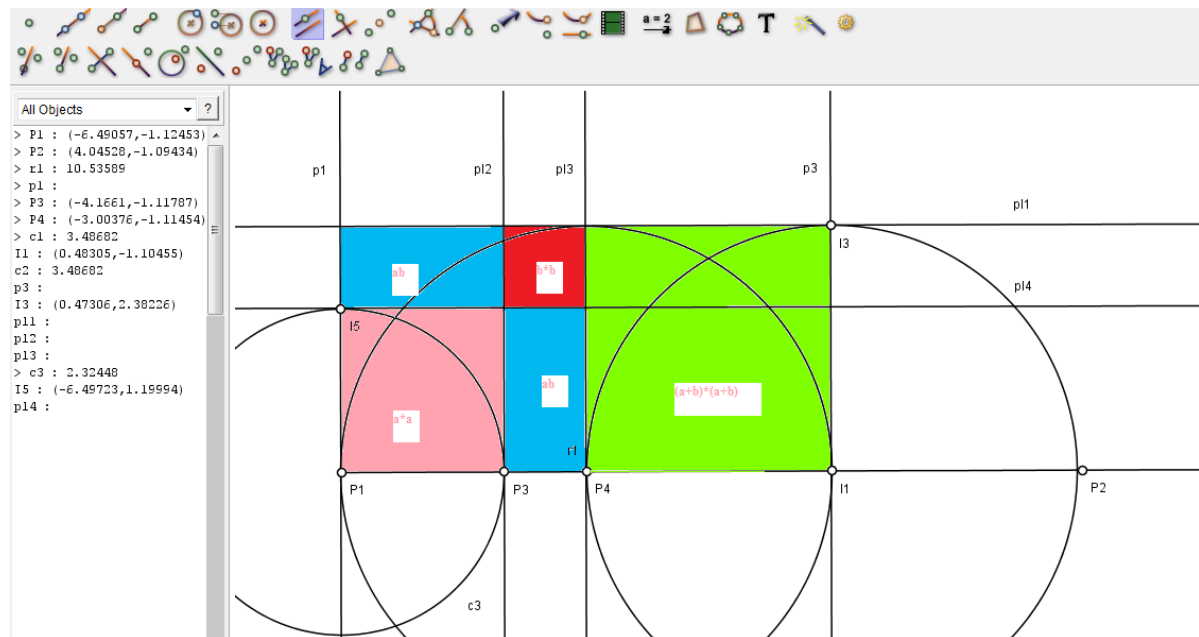 a = 2
T
All Objects
?
> P1 : (-6.49057,-1.12453)
> P2 : (4.04528,-1.09434)
> r1 : 10.53589
> p1 :
> P3 : (-4.1661,-1.11787)
> P4 : (-3.00376,-1.11454)
> c1 : 3.48682
I1 : (0.48305,-1.10455)
c2 : 3.48682
p3 :
I3 : (0.47306,2.38226)
pl1 :
pl2 :
pl3 :
> c3 : 2.32448
I5 : (-6.49723,1.19994)
pl4 :
p1
pl2
pl3
p3
pl1
I3
ab
b*b
pl4
I5
ab
(a+b)*(a+b)
a*a
r1
P1
P3
P4
I1
P2
c3